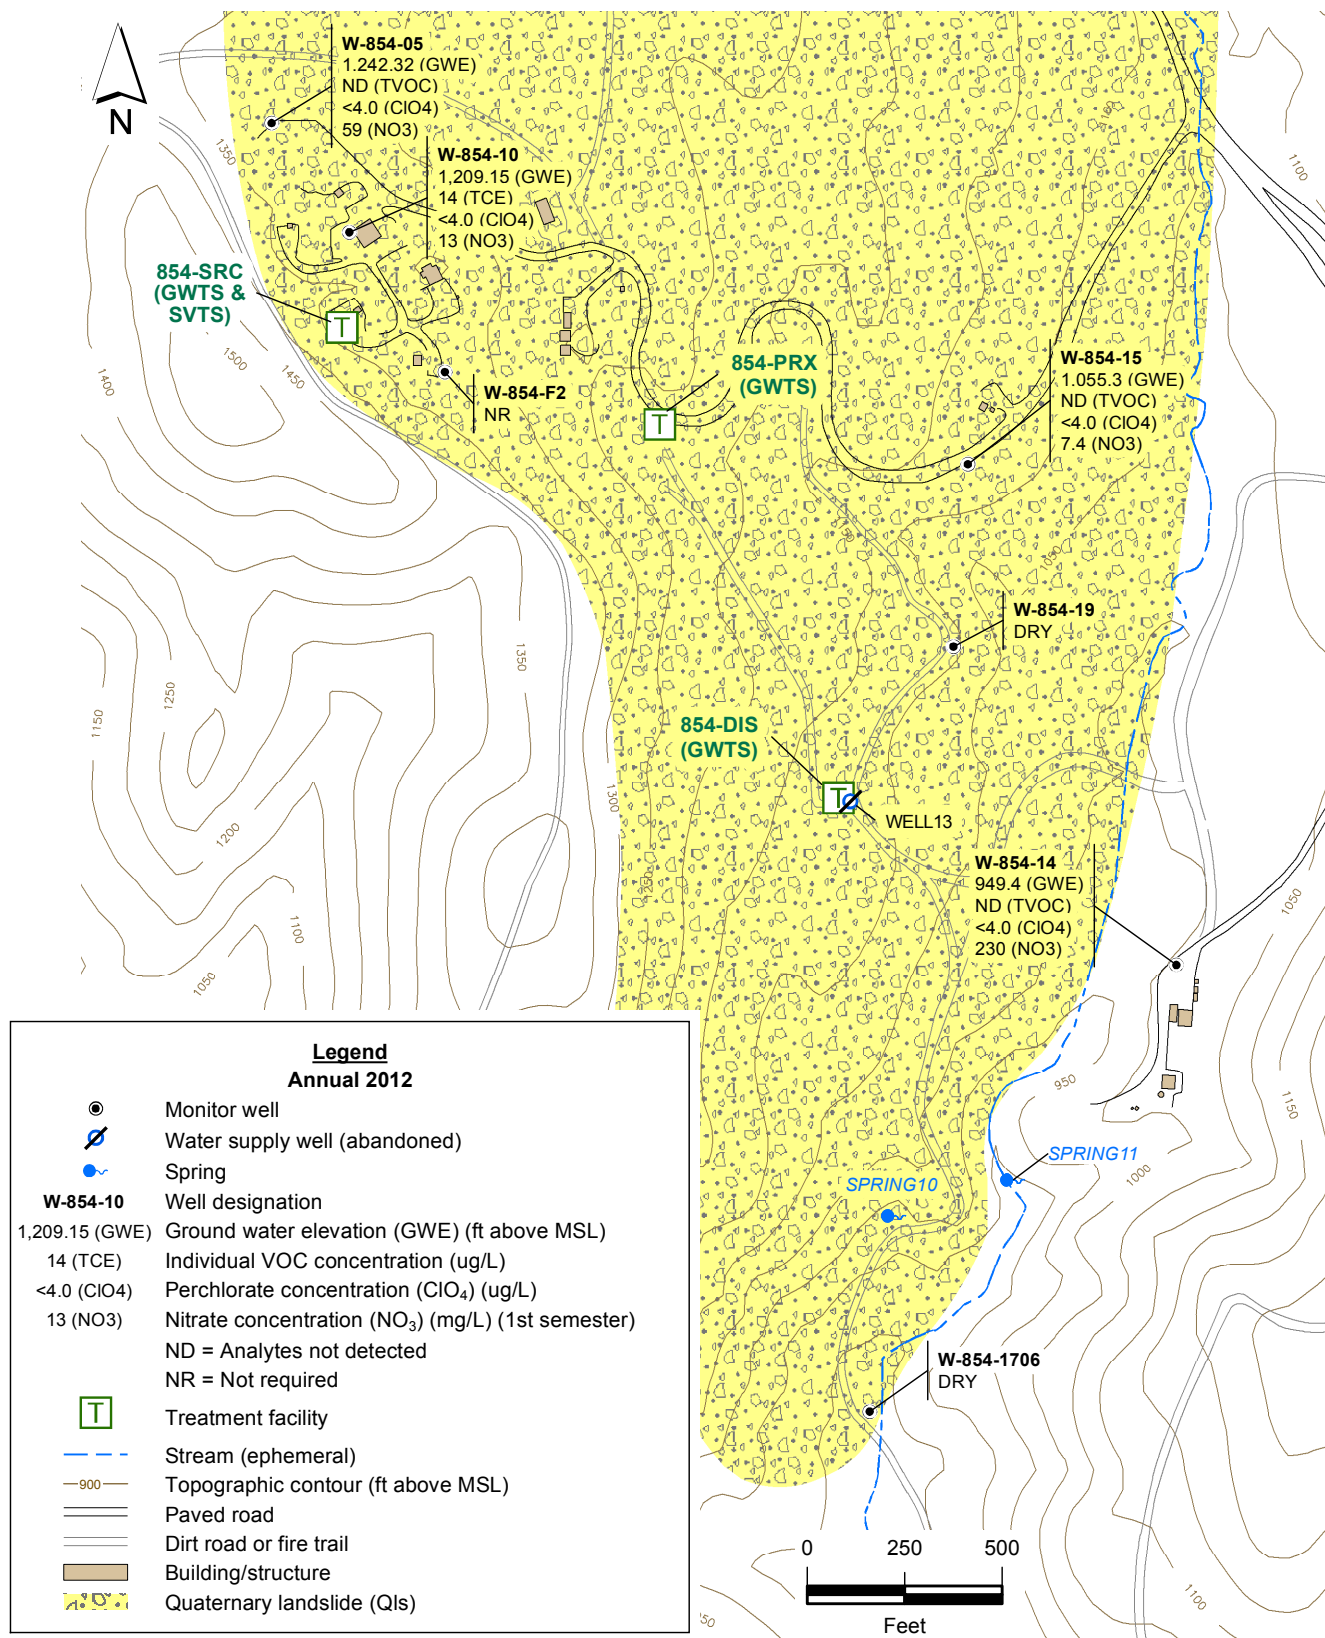 W-854-05
1.242.32 (GWE)
ND (TVOC)
<4.0 (ClO4)
59 (NO3)
N
W-854-10
1,209.15 (GWE)
14 (TCE)
<4.0 (ClO4)
13 (NO3)
1350
1100
854-SRC
(GWTS &
SVTS)
854-PRX
(GWTS)
W-854-15
1.055.3 (GWE)
ND (TVOC)
<4.0 (ClO4)
7.4 (NO3)
W-854-F2
NR
T
T
1400
1500
1450
1150
1050
W-854-19
DRY
1350
1250
1150
854-DIS
(GWTS)
T
WELL13
1300
1200
1250
W-854-14
949.4 (GWE)
ND (TVOC)
<4.0 (ClO4)
230 (NO3)
1050
1100
1050
950
1150
1000
SPRING11
SPRING10
W-854-1706
DRY
1100
Legend
Annual 2012
Monitor well
Water supply well (abandoned)
Spring
W-854-10 Well designation
1,209.15 (GWE) Ground water elevation (GWE) (ft above MSL)
14 (TCE) Individual VOC concentration (ug/L)
<4.0 (ClO4) Perchlorate concentration (ClO₄) (ug/L)
13 (NO3) Nitrate concentration (NO₃) (mg/L) (1st semester)
ND = Analytes not detected
NR = Not required
T Treatment facility
Stream (ephemeral)
900 Topographic contour (ft above MSL)
Paved road
Dirt road or fire trail
Building/structure
Quaternary landslide (Qls)
0 250 500
Feet